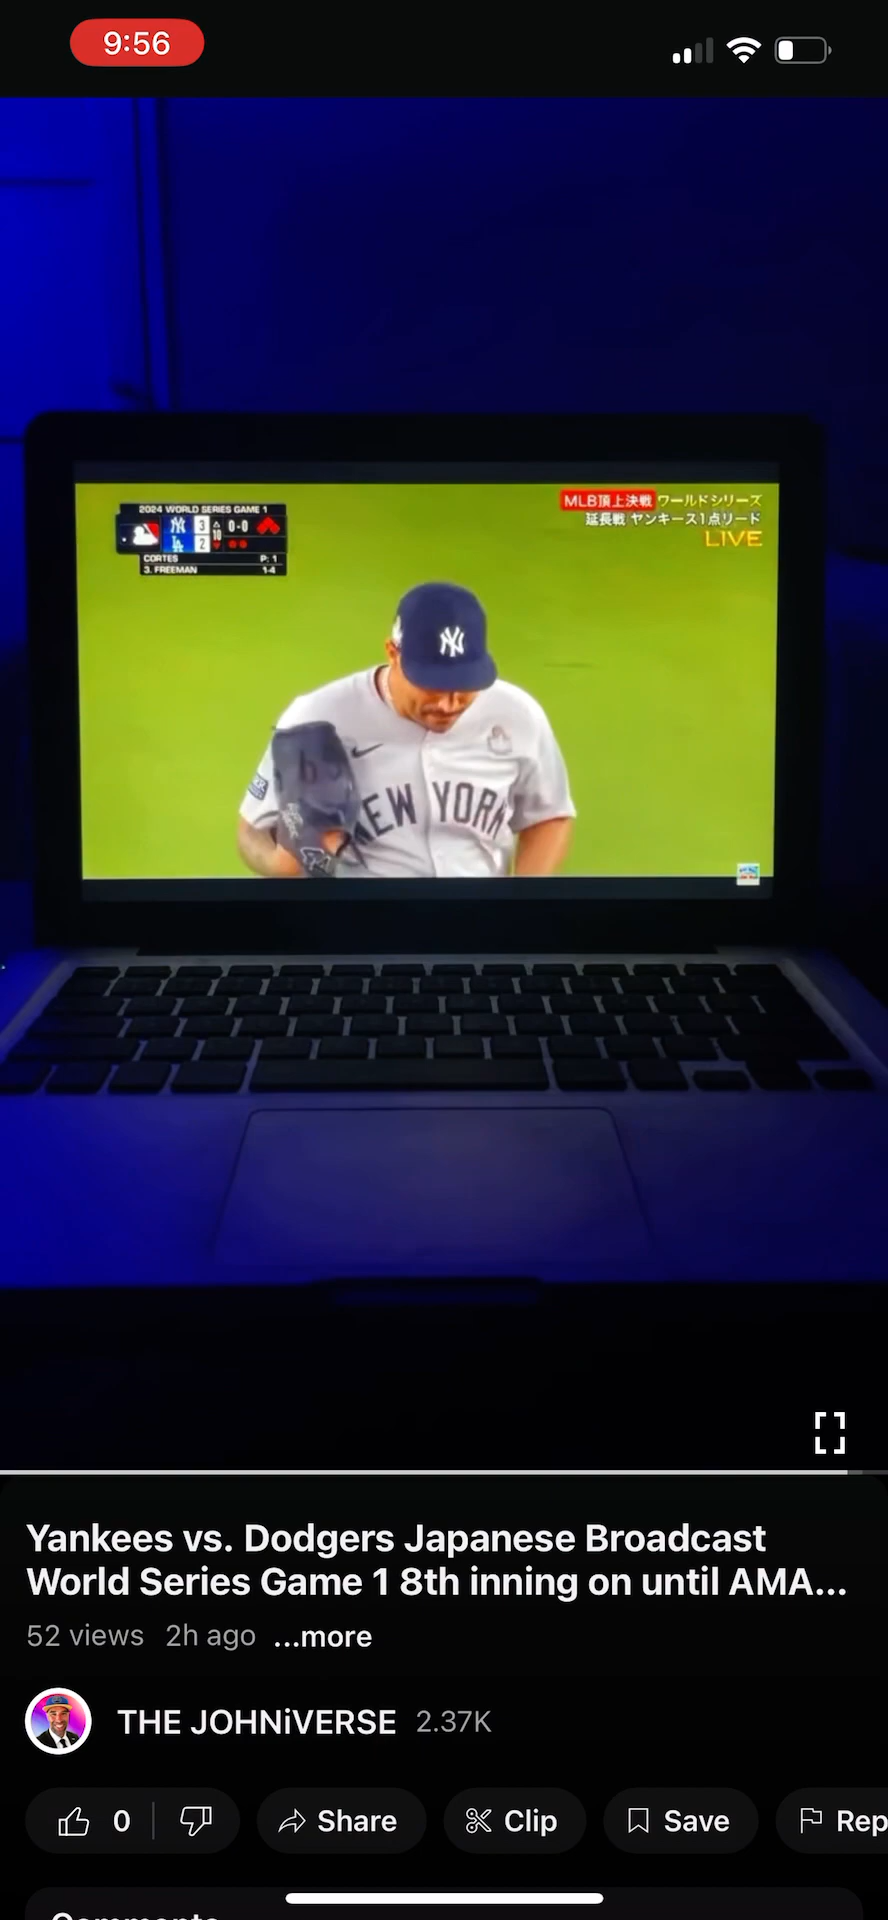 9:56
2024 WORLD SERIES GAME 1
MLB頂上決戦 ワールドシリーズ
延長戦 ヤンキース1点リード
LIVE
NY 3 10 0-0
LA 2
CORTES P: 1
3. FREEMAN 1-4
NY
NEW YORK
Yankees vs. Dodgers Japanese Broadcast
World Series Game 1 8th inning on until AMA...
52 views 2h ago ...more
THE JOHNiVERSE 2.37K
0 Share Clip Save Rep
Comments